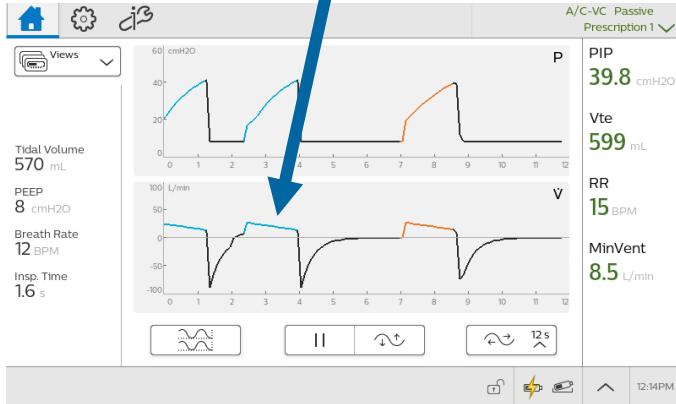 A/C-VC Passive
Prescription 1
Views
60 cmH2O
P
40
20
0
0 1 2 3 4 5 6 7 8 9 10 11 12
100 L/min
V̇
50
0
-50
-100
0 1 2 3 4 5 6 7 8 9 10 11 12
12 s
Tidal Volume
570 mL
PEEP
8 cmH2O
Breath Rate
12 BPM
Insp. Time
1.6 s
PIP
39.8 cmH2O
Vte
599 mL
RR
15 BPM
MinVent
8.5 L/min
12:14PM